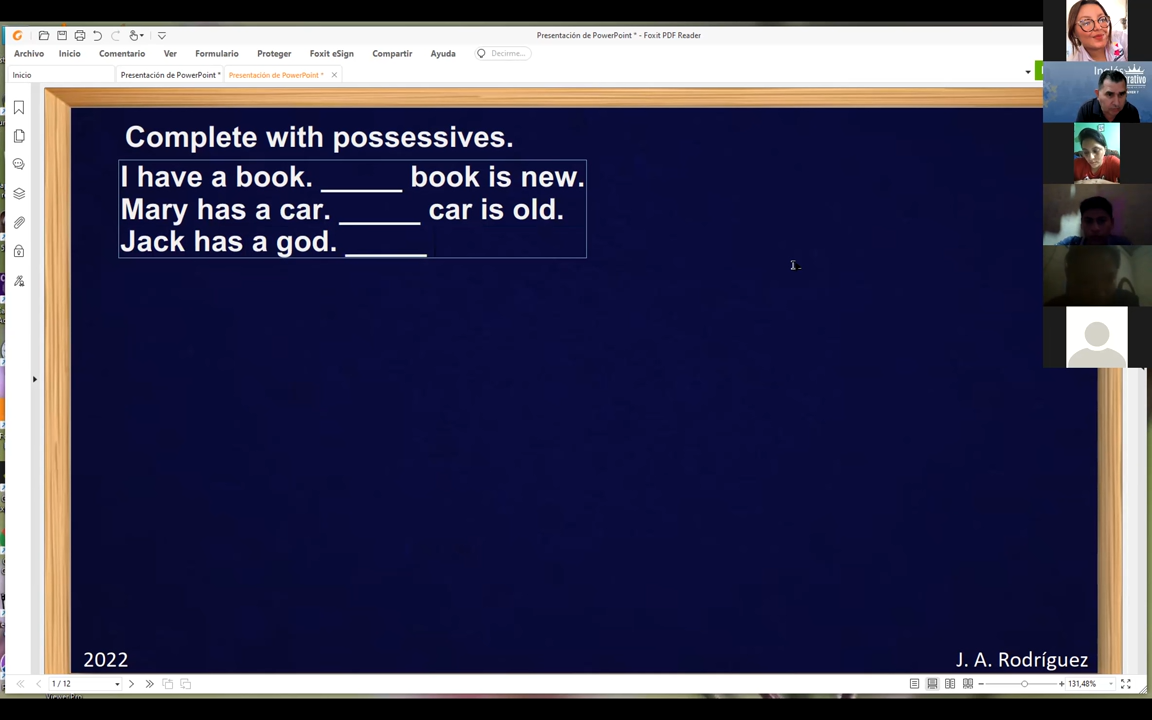 Presentación de PowerPoint * - Foxit PDF Reader
Archivo Inicio Comentario Ver Formulario Proteger Foxit eSign Compartir Ayuda Decirme...
Inicio Presentación de PowerPoint * Presentación de PowerPoint *
Complete with possessives.
I have a book. ______ book is new.
Mary has a car. ______ car is old.
Jack has a god. ______
2022 J. A. Rodríguez
1 / 12 131,48%